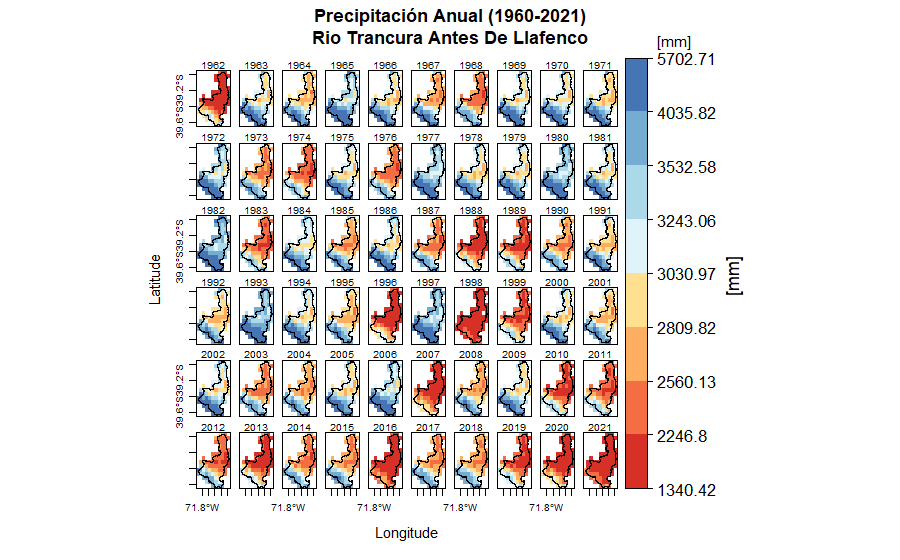 Precipitación Anual (1960-2021)
Rio Trancura Antes De Llafenco
[mm]
1962 1963 1964 1965 1966 1967 1968 1969 1970 1971
1972 1973 1974 1975 1976 1977 1978 1979 1980 1981
1982 1983 1984 1985 1986 1987 1988 1989 1990 1991
1992 1993 1994 1995 1996 1997 1998 1999 2000 2001
2002 2003 2004 2005 2006 2007 2008 2009 2010 2011
2012 2013 2014 2015 2016 2017 2018 2019 2020 2021
39.6°S 39.2°S
39.6°S 39.2°S
39.6°S 39.2°S
Latitude
71.8°W 71.8°W 71.8°W 71.8°W 71.8°W
Longitude
5702.71
4035.82
3532.58
3243.06
3030.97
2809.82
2560.13
2246.8
1340.42
[mm]